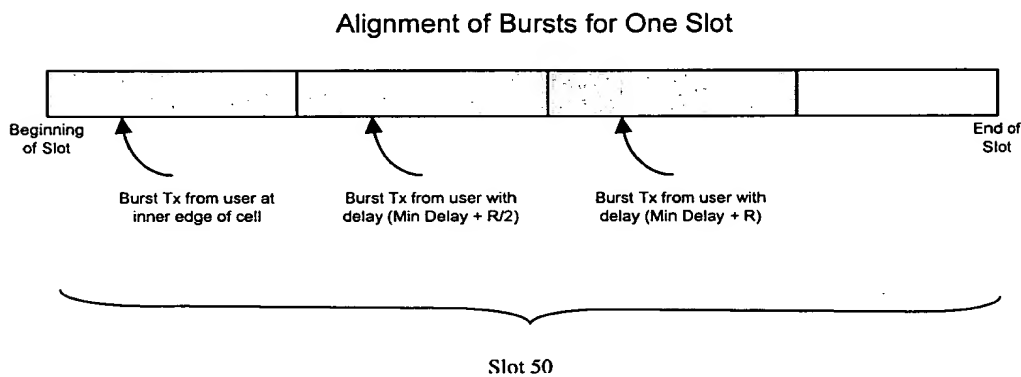 Alignment of Bursts for One Slot
Beginning
of Slot
End of
Slot
Burst Tx from user at
inner edge of cell
Burst Tx from user with
delay (Min Delay + R/2)
Burst Tx from user with
delay (Min Delay + R)
Slot 50